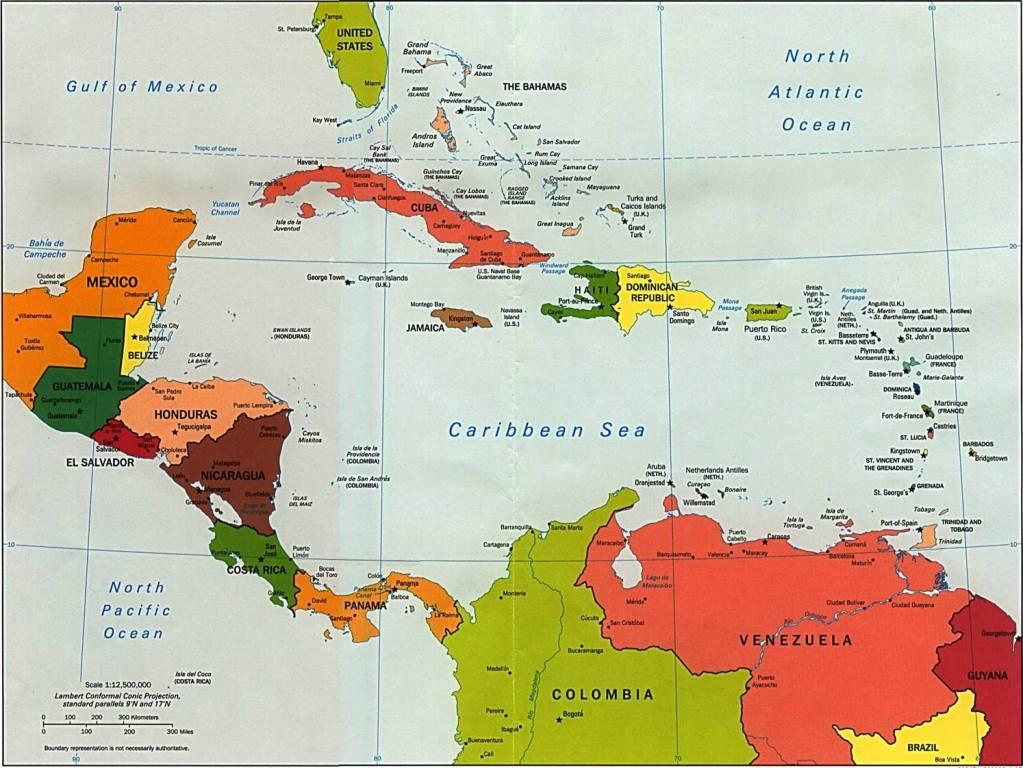 90
80
70
60
Tampa
St. Petersburg
UNITED
STATES
Miami
Key West
Gulf of Mexico
Straits of Florida
Grand
Bahama
Freeport
Great
Abaco
BIMINI
ISLANDS
THE BAHAMAS
New
Providence
Nassau
Eleuthera
Andros
Island
Cat Island
San Salvador
Great
Exuma
Rum Cay
Long Island
Samana Cay
Crooked Island
Mayaguana
Acklins
Island
RAGGED
ISLAND
RANGE
(THE BAHAMAS)
Cay Sal
Bank
(THE BAHAMAS)
Guinchos Cay
(THE BAHAMAS)
Cay Lobos
(THE BAHAMAS)
Great Inagua
Turks and
Caicos Islands
(U.K.)
Grand
Turk
North
Atlantic
Ocean
Tropic of Cancer
Havana
Matanzas
Pinar del Río
Santa Clara
Cienfuegos
CUBA
Nuevitas
Camagüey
Holguín
Manzanillo
Santiago
de Cuba
Guantánamo
U.S. Naval Base
Guantanamo Bay
Isla de la
Juventud
Yucatan
Channel
Windward
Passage
20
20
Mérida
Cancún
Isla
Cozumel
Bahía de
Campeche
Campeche
Ciudad del
Carmen
MEXICO
Chetumal
Villahermosa
Tuxtla
Gutiérrez
Tapachula
George Town
Cayman Islands
(U.K.)
Montego Bay
Kingston
JAMAICA
Navassa
Island
(U.S.)
Cap-Haïtien
HAITI
Port-au-Prince
Cayes
Santiago
DOMINICAN
REPUBLIC
Santo
Domingo
Mona
Passage
Isla
Mona
San Juan
Puerto Rico
(U.S.)
British
Virgin Is.
(U.K.)
Virgin Is.
(U.S.)
St. Croix
Anegada
Passage
Neth.
Antilles
(NETH.)
Anguilla (U.K.)
St. Martin (Guad. and Neth. Antilles)
St. Barthelemy (Guad.)
Basseterre
ST. KITTS AND NEVIS
ANTIGUA AND BARBUDA
St. John's
Plymouth
Montserrat (U.K.)
Guadeloupe
(FRANCE)
Basse-Terre
Marie-Galante
Isla Aves
(VENEZUELA)
DOMINICA
Roseau
Martinique
(FRANCE)
Fort-de-France
Castries
ST. LUCIA
BARBADOS
Bridgetown
Kingstown
ST. VINCENT AND
THE GRENADINES
St. George's
GRENADA
Tobago
Port-of-Spain
TRINIDAD AND
TOBAGO
Trinidad
Belize City
Belmopan
BELIZE
Flores
GUATEMALA
Puerto
Barrios
Quetzaltenango
Guatemala
SWAN ISLANDS
(HONDURAS)
ISLAS DE
LA BAHÍA
La Ceiba
San Pedro
Sula
Puerto Lempira
HONDURAS
Tegucigalpa
Choluteca
Santa
Ana
San
Salvador
San
Miguel
EL SALVADOR
Puerto
Cabezas
Matagalpa
NICARAGUA
León
Managua
Granada
Lago de
Nicaragua
Bluefields
Cayos
Miskitos
ISLAS
DEL MAIZ
Isla de la
Providencia
(COLOMBIA)
Isla de San Andrés
(COLOMBIA)
Caribbean Sea
10
10
Puntarenas
San
José
Puerto
Limón
COSTA RICA
Golfito
Bocas
del Toro
David
Colón
Panama
Canal
Panama
Balboa
PANAMA
Santiago
La Palma
North
Pacific
Ocean
Isla del Coco
(COSTA RICA)
Aruba
(NETH.)
Oranjestad
Netherlands Antilles
(NETH.)
Curaçao
Bonaire
Willemstad
Barranquilla
Santa Marta
Cartagena
Montería
Medellín
Pereira
Ibagué
Buenaventura
Cali
Río Magdalena
Cúcuta
Bucaramanga
COLOMBIA
Bogotá
Maracaibo
Lago de
Maracaibo
Mérida
San Cristóbal
Barquisimeto
Valencia
Puerto
Cabello
Caracas
Maracay
Isla la
Tortuga
Isla de
Margarita
Cumaná
Barcelona
Maturín
Ciudad Bolívar
Ciudad Guayana
Río Orinoco
VENEZUELA
Puerto
Ayacucho
Georgetown
GUYANA
BRAZIL
Boa Vista
Scale 1:12,500,000
Lambert Conformal Conic Projection,
standard parallels 9°N and 17°N
0 100 200 300 Kilometers
0 100 200 300 Miles
Boundary representation is not necessarily authoritative.
90
80
70
60